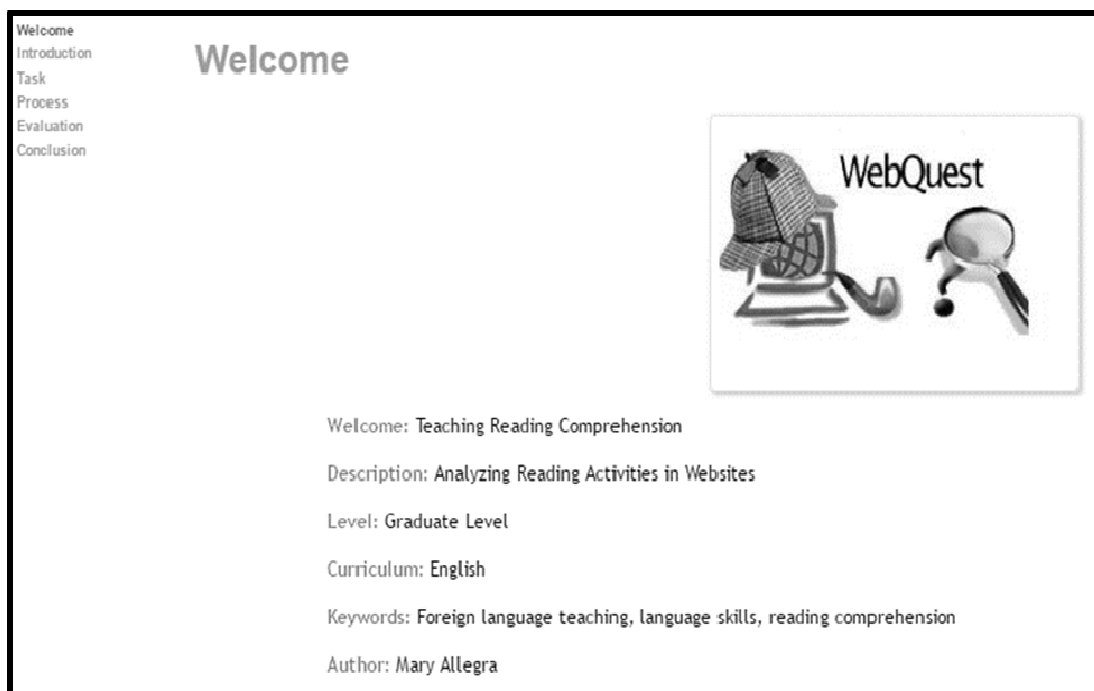 Welcome
Introduction
Task
Process
Evaluation
Conclusion
Welcome
WebQuest
Welcome: Teaching Reading Comprehension
Description: Analyzing Reading Activities in Websites
Level: Graduate Level
Curriculum: English
Keywords: Foreign language teaching, language skills, reading comprehension
Author: Mary Allegra